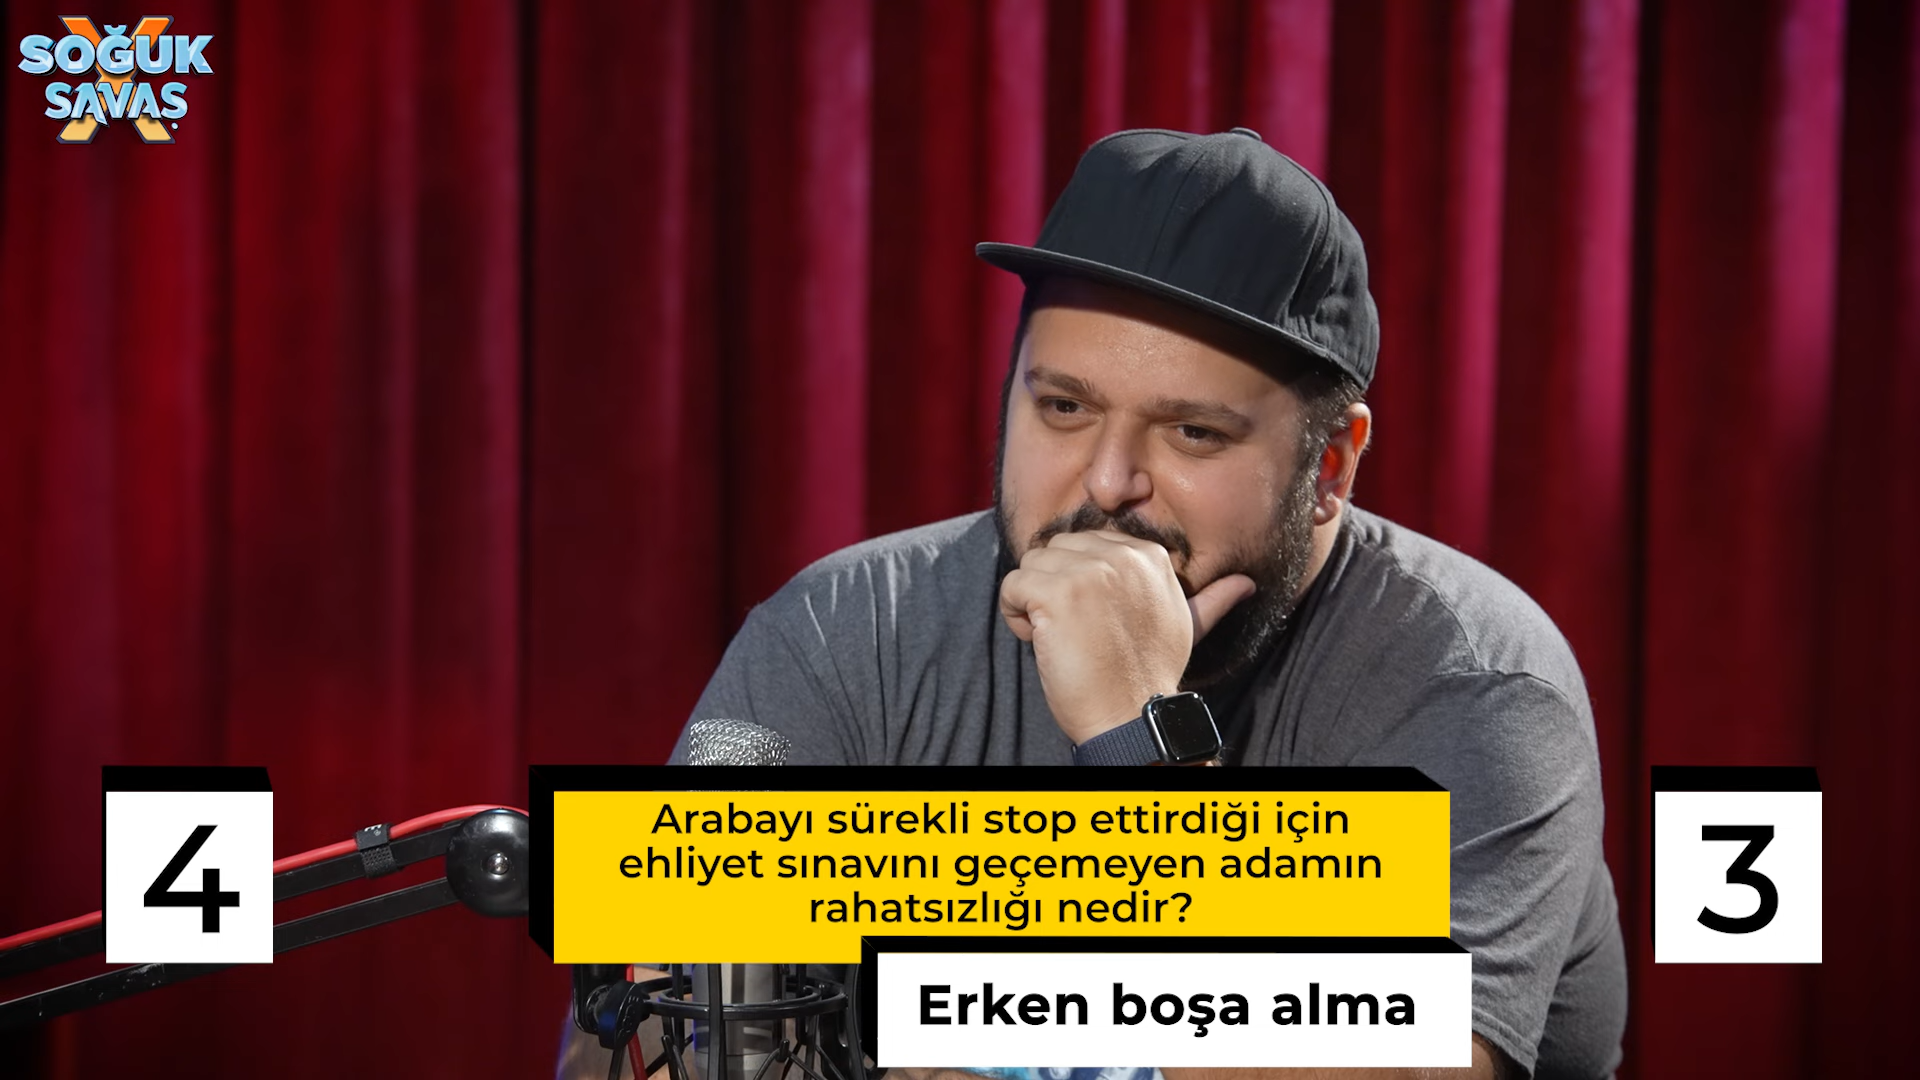 SOĞUK
SAVAŞ
4
Arabayı sürekli stop ettirdiği için
ehliyet sınavını geçemeyen adamın
rahatsızlığı nedir?
3
Erken boşa alma